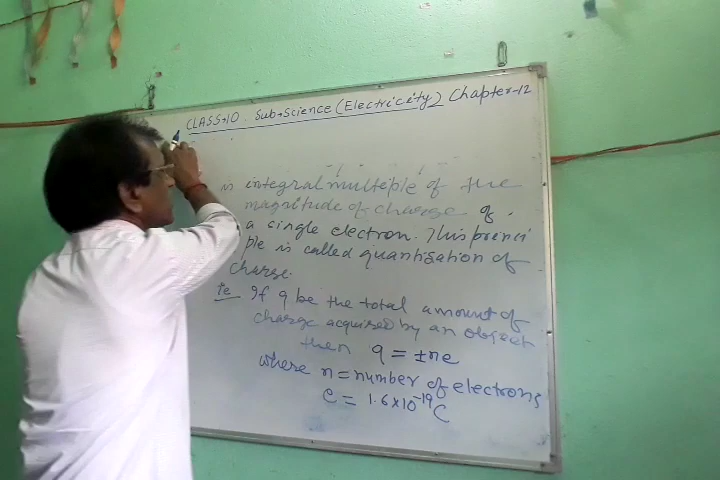 CLASS-10. Sub-Science (Electricity) Chapter-12
is integral multiple of the
magnitude of charge of
a single electron. This princi
ple is called quantisation of
charge.
ie If q be the total amount of
charge acquired by an object
then q = ±ne
where n = number of electrons
e = 1.6×10⁻¹⁹ C